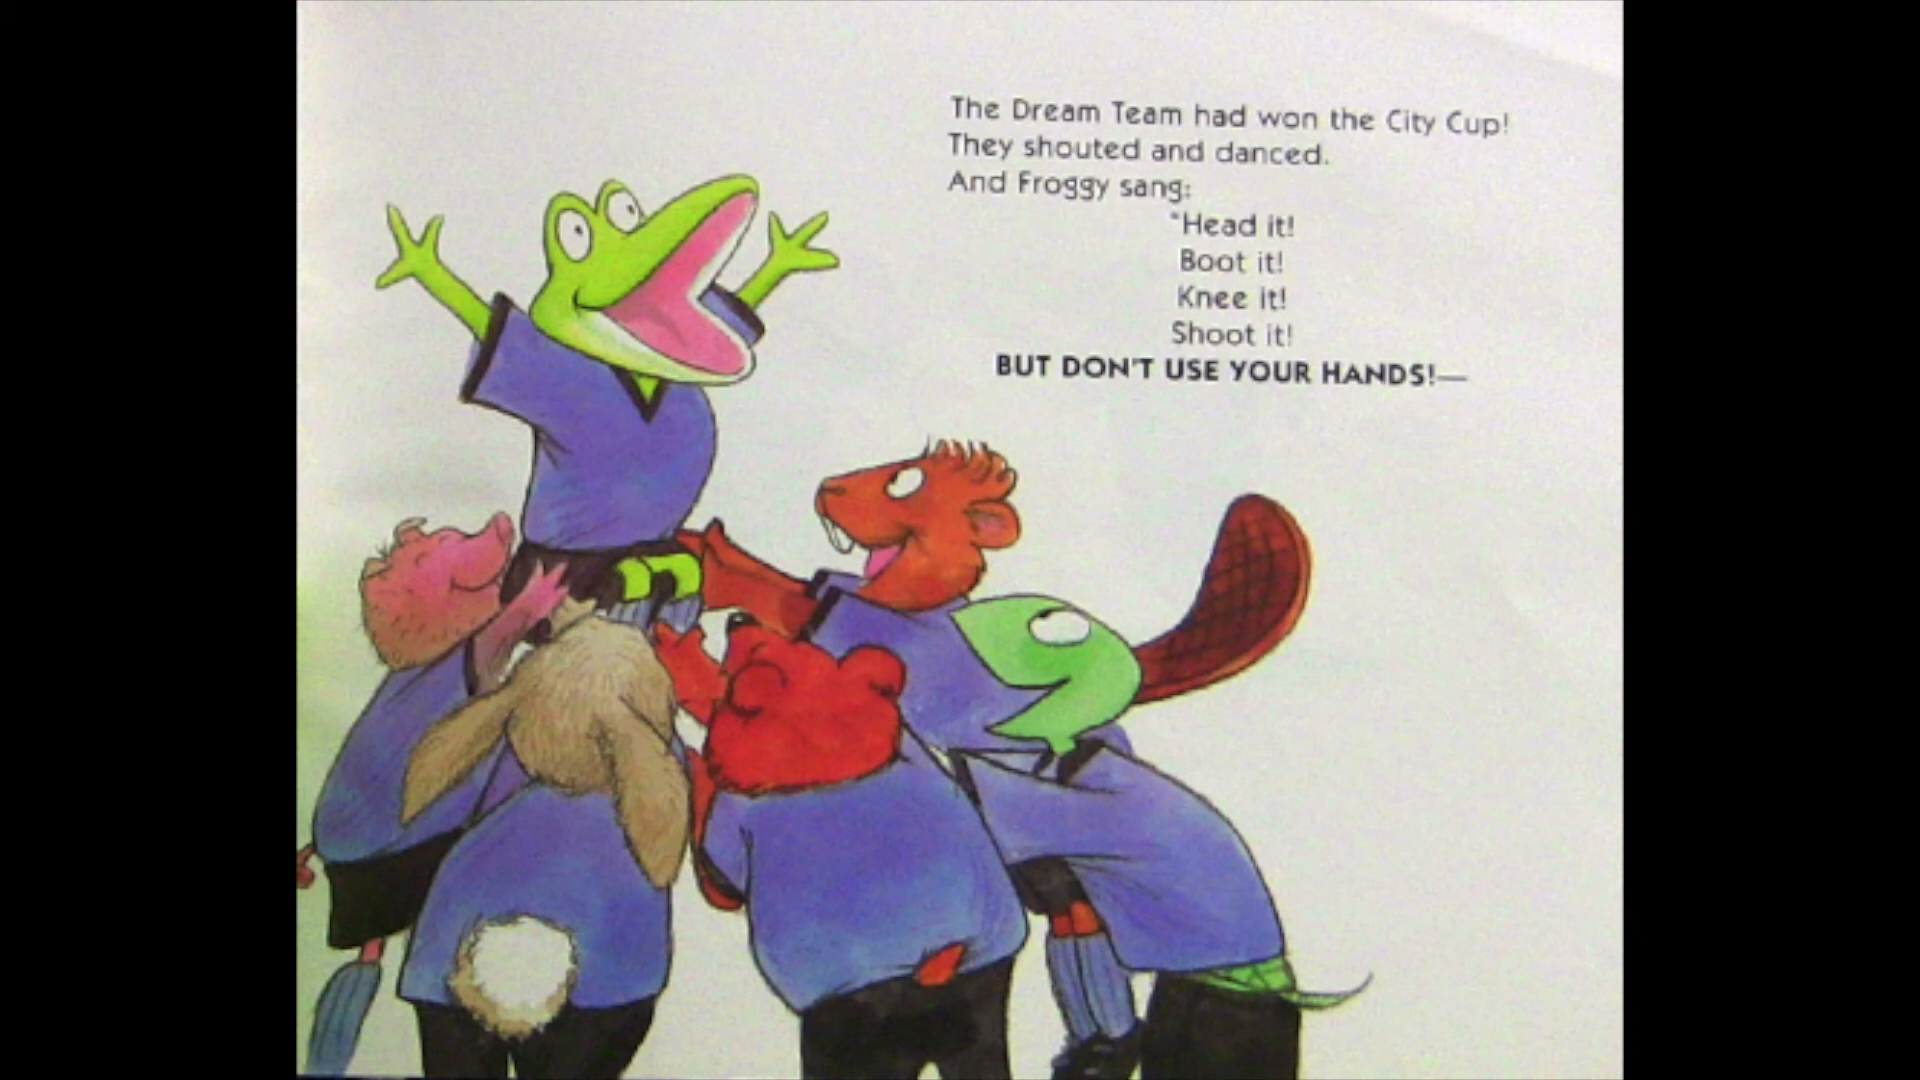 The Dream Team had won the City Cup!
They shouted and danced.
And Froggy sang:
"Head it!
Boot it!
Knee it!
Shoot it!
BUT DON'T USE YOUR HANDS!—